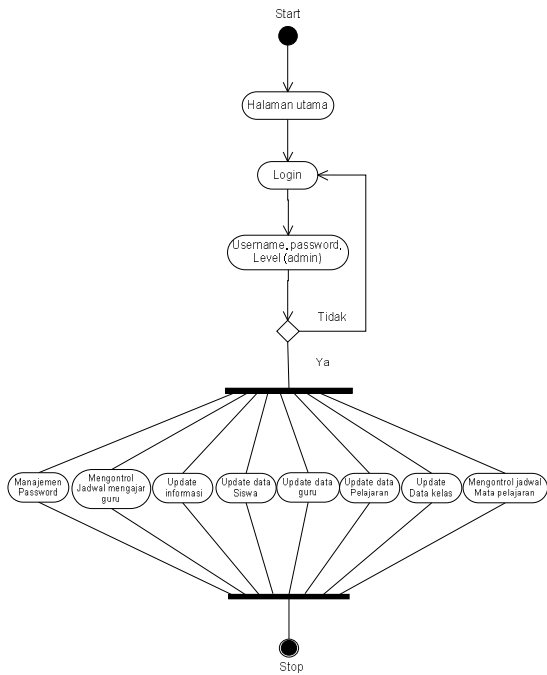 Start
Halaman utama
Login
Username, password,
Level (admin)
Tidak
Ya
Manajemen
Password
Mengontrol
Jadwal mengajar
guru
Update
informasi
Update data
Siswa
Update data
guru
Update data
Pelajaran
Update
Data kelas
Mengontrol jadwal
Mata pelajaran
Stop